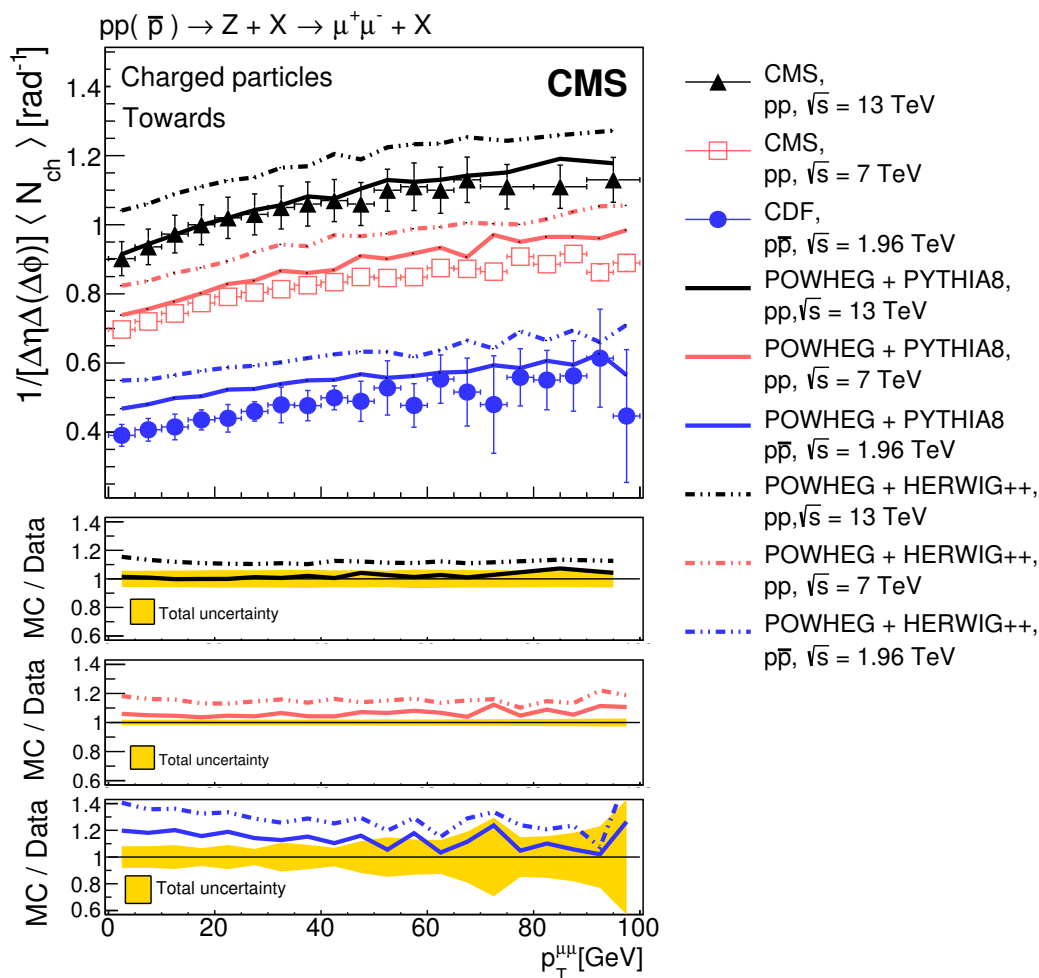 pp( p̅ ) → Z + X → μ⁺μ⁻ + X
1/[ΔηΔ(Δϕ)] ⟨ N_ch ⟩ [rad⁻¹]
Charged particles
CMS
Towards
1.4
1.2
1
0.8
0.6
0.4
CMS,
pp, √s = 13 TeV
CMS,
pp, √s = 7 TeV
CDF,
pp̅, √s = 1.96 TeV
POWHEG + PYTHIA8,
pp,√s = 13 TeV
POWHEG + PYTHIA8,
pp, √s = 7 TeV
POWHEG + PYTHIA8
pp̅, √s = 1.96 TeV
POWHEG + HERWIG++,
pp,√s = 13 TeV
POWHEG + HERWIG++,
pp, √s = 7 TeV
POWHEG + HERWIG++,
pp̅, √s = 1.96 TeV
MC / Data
1.4
1.2
1
0.8
0.6
Total uncertainty
MC / Data
1.4
1.2
1
0.8
0.6
Total uncertainty
MC / Data
1.4
1.2
1
0.8
0.6
Total uncertainty
0 20 40 60 80 100
p_T^μμ [GeV]